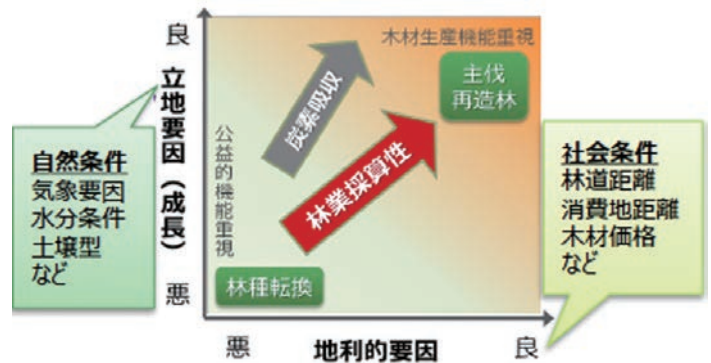 良
木材生産機能重視
主伐
再造林
炭素吸収
立地要因（成長）
公益的機能重視
林業採算性
自然条件
気象要因
水分条件
土壌型
など
社会条件
林道距離
消費地距離
木材価格
など
林種転換
悪
悪
地利的要因
良